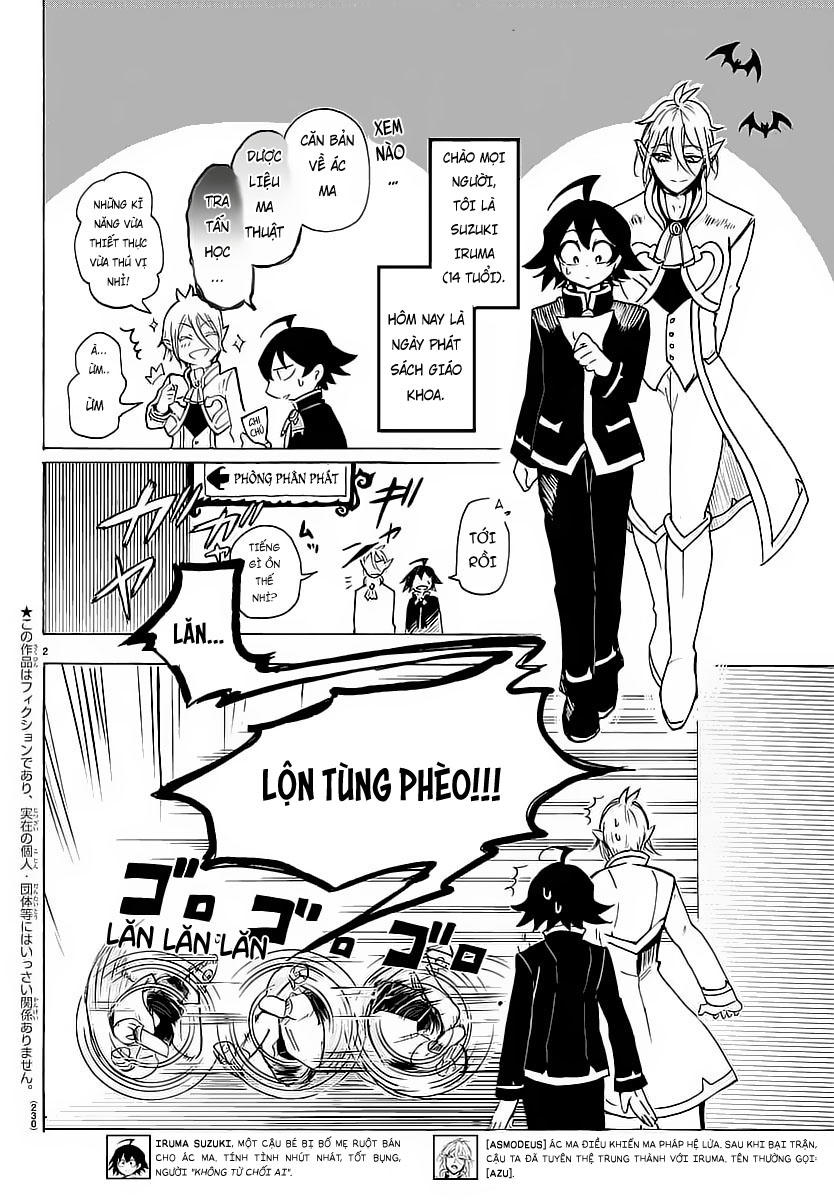 CHÀO MỌI
NGƯỜI,
TÔI LÀ
SUZUKI
IRUMA
(14 TUỔI).
HÔM NAY LÀ
NGÀY PHÁT
SÁCH GIÁO
KHOA.
XEM
NÀO
...
CĂN BẢN
VỀ ÁC
MA
DƯỢC
LIỆU
MA
THUẬT
TRA
TẤN
HỌC
...
NHỮNG KĨ
NĂNG VỪA
THIẾT THỰC
VỪA THÚ VỊ
NHỈ!
À...
ỪM..
ỪM
GHI
CHÚ
PHÒNG PHÂN PHÁT
TỚI
RỒI
TIẾNG
GÌ ỒN
THẾ
NHỈ?
ガヤ
ガヤ
LĂN...
LỘN TÙNG PHÈO!!!
ゴロ
ゴロ
ゴロ
LĂN LĂN LĂN
2
★この作品はフィクションであり、実在の個人・団体等にはいっさい関係ありません。
(230)
IRUMA SUZUKI, MỘT CẬU BÉ BỊ BỐ MẸ RUỘT BÁN
CHO ÁC MA. TÍNH TÌNH NHÚT NHÁT, TỐT BỤNG,
NGƯỜI "KHÔNG TỪ CHỐI AI".
[ASMODEUS] ÁC MA ĐIỀU KHIỂN MA PHÁP HỆ LỬA. SAU KHI BẠI TRẬN,
CẬU TA ĐÃ TUYÊN THỆ TRUNG THÀNH VỚI IRUMA. TÊN THƯỜNG GỌI:
[AZU].